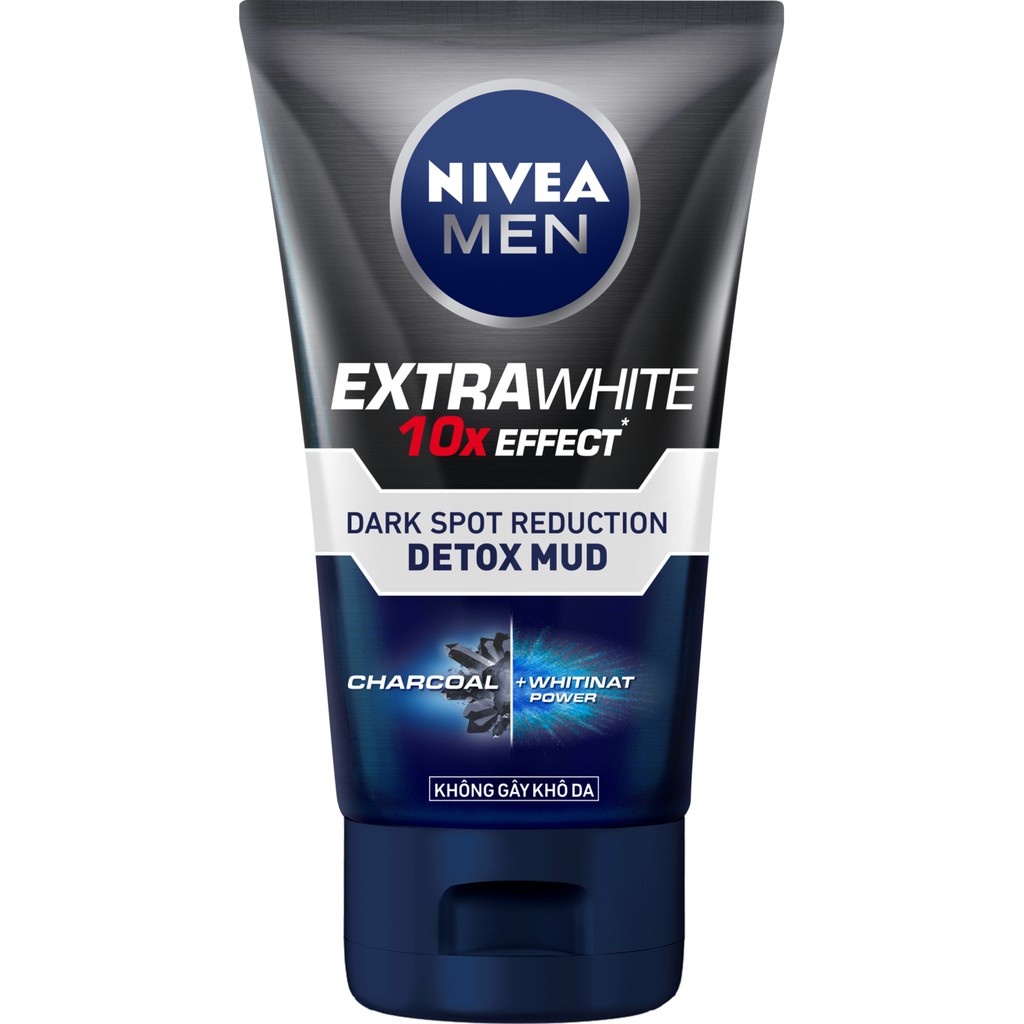 NIVEA
MEN
EXTRAWHITE
10x EFFECT*
DARK SPOT REDUCTION
DETOX MUD
CHARCOAL + WHITINAT
POWER
KHÔNG GÂY KHÔ DA